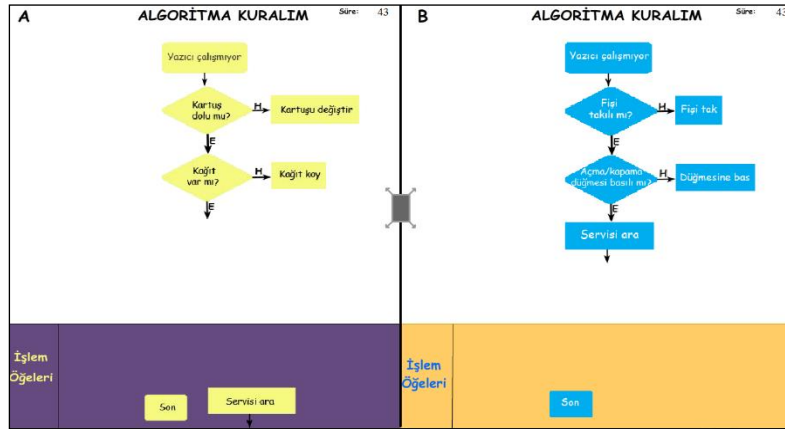 A
ALGORİTMA KURALIM
Süre: 43
Yazıcı çalışmıyor
Kartuş
dolu mu?
H
Kartuşu değiştir
E
Kağıt
var mı?
H
Kağıt koy
E
İşlem
Öğeleri
Son
Servisi ara
B
ALGORİTMA KURALIM
Süre: 43
Yazıcı çalışmıyor
Fişi
takılı mı?
H
Fişi tak
E
Açma/kapama
düğmesi basılı mı?
H
Düğmesine bas
E
Servisi ara
İşlem
Öğeleri
Son